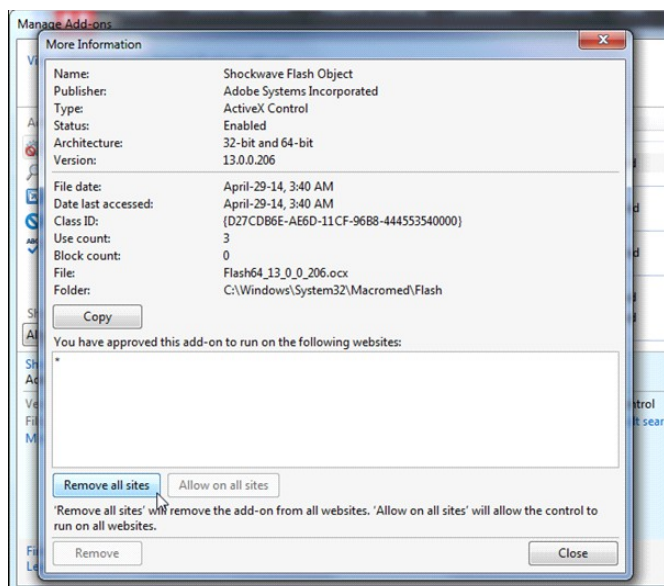 Manage Add-ons
More Information
Name: Shockwave Flash Object
Publisher: Adobe Systems Incorporated
Type: ActiveX Control
Status: Enabled
Architecture: 32-bit and 64-bit
Version: 13.0.0.206
File date: April-29-14, 3:40 AM
Date last accessed: April-29-14, 3:40 AM
Class ID: {D27CDB6E-AE6D-11CF-96B8-444553540000}
Use count: 3
Block count: 0
File: Flash64_13_0_0_206.ocx
Folder: C:\Windows\System32\Macromed\Flash
Copy
You have approved this add-on to run on the following websites:
*
Remove all sites Allow on all sites
'Remove all sites' will remove the add-on from all websites. 'Allow on all sites' will allow the control to
run on all websites.
Remove Close